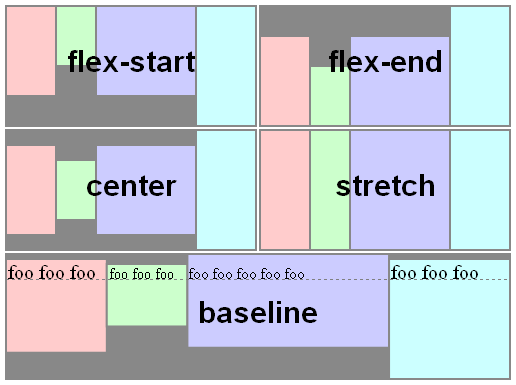 flex-start
flex-end
center
stretch
foo foo foo
foo foo foo
foo foo foo foo foo
foo foo foo
baseline